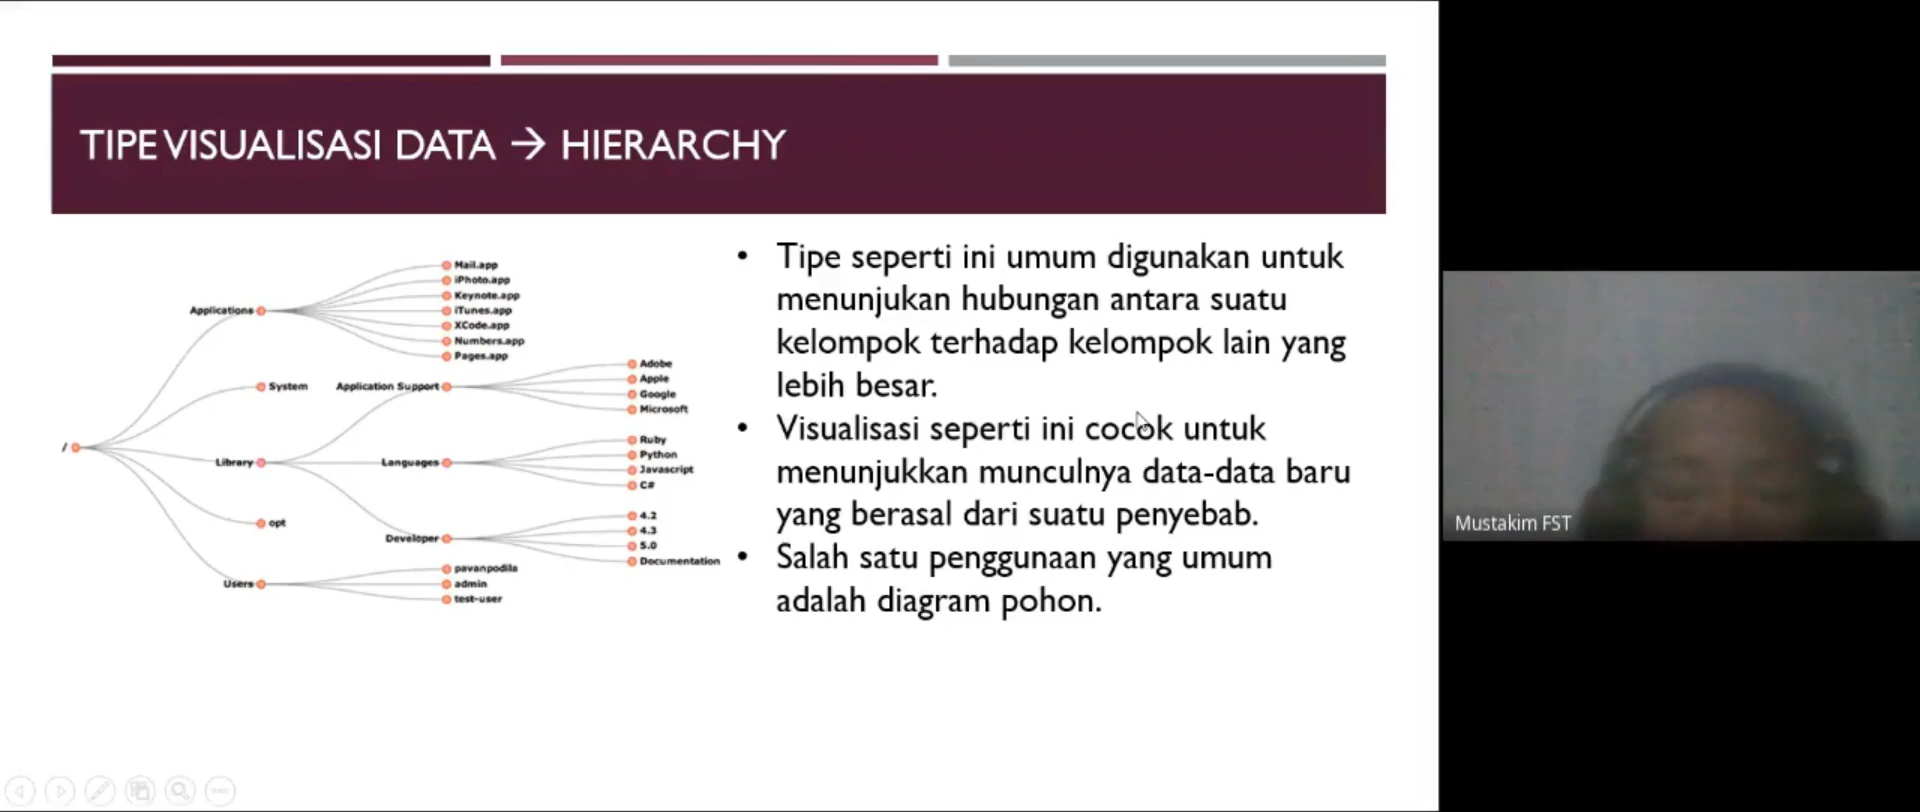 TIPE VISUALISASI DATA → HIERARCHY
Mail.app
iPhoto.app
Keynote.app
Applications
iTunes.app
XCode.app
Numbers.app
Pages.app
Adobe
Apple
System
Application Support
Google
Microsoft
Ruby
/
Python
Library
Languages
Javascript
C#
4.2
opt
4.3
Developer
5.0
Documentation
pavanpodila
Users
admin
test-user
• Tipe seperti ini umum digunakan untuk
menunjukan hubungan antara suatu
kelompok terhadap kelompok lain yang
lebih besar.
• Visualisasi seperti ini cocok untuk
menunjukkan munculnya data-data baru
yang berasal dari suatu penyebab.
• Salah satu penggunaan yang umum
adalah diagram pohon.
Mustakim FST